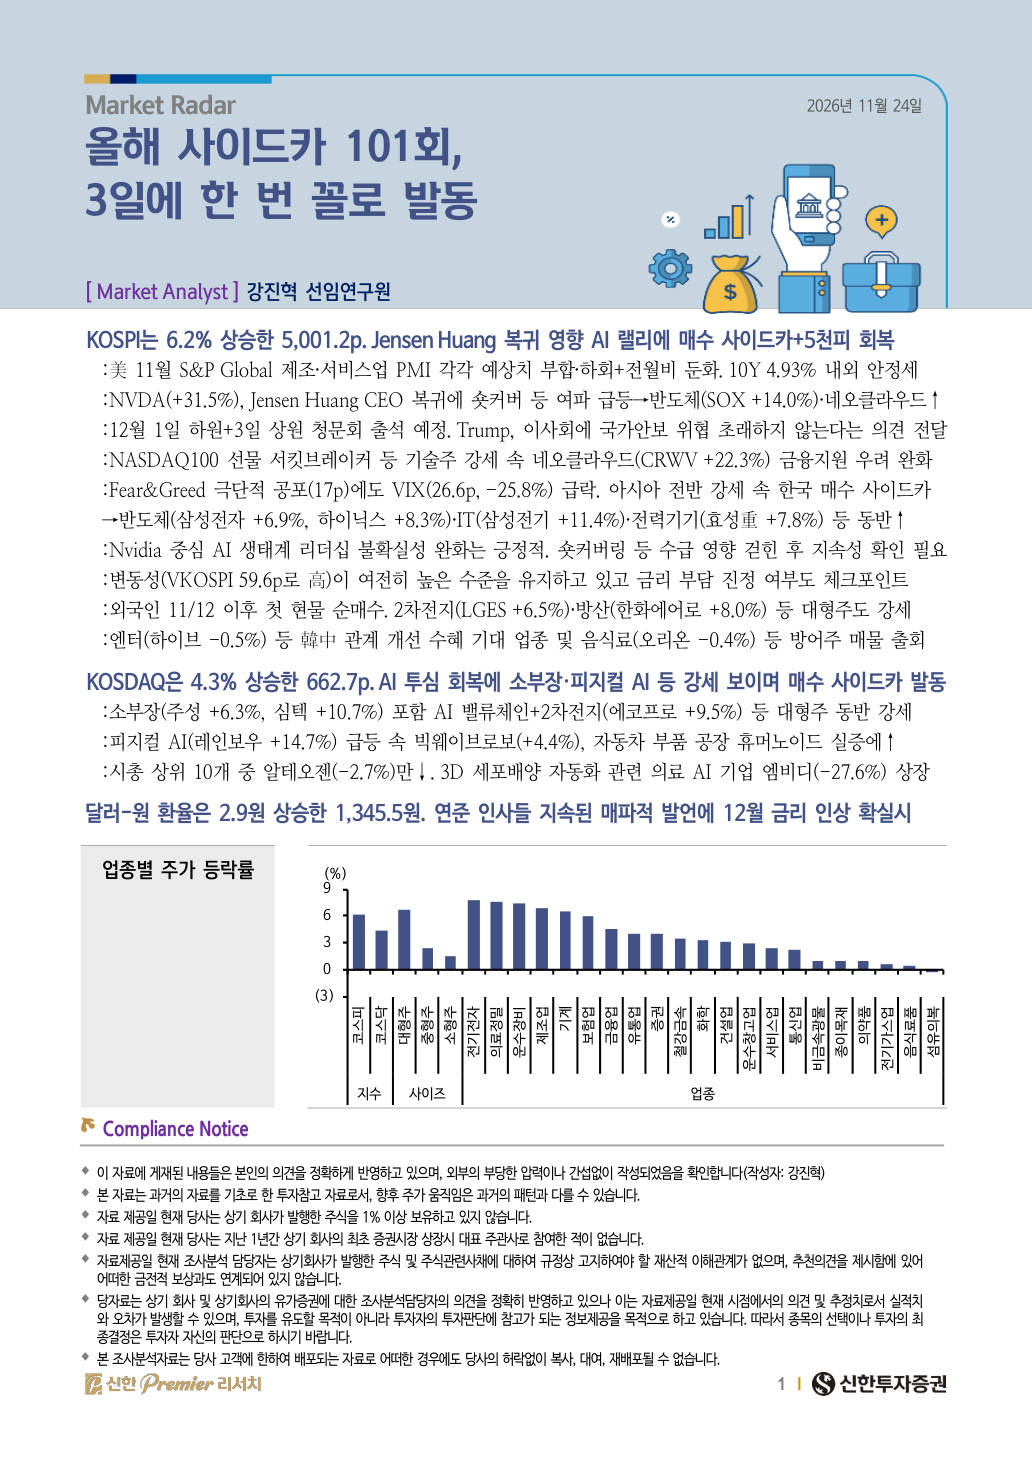 Market Radar
2026년 11월 24일
올해 사이드카 101회,
3일에 한 번 꼴로 발동
%
+
$
[ Market Analyst ] 강진혁 선임연구원
KOSPI는 6.2% 상승한 5,001.2p. Jensen Huang 복귀 영향 AI 랠리에 매수 사이드카+5천피 회복
:美 11월 S&P Global 제조·서비스업 PMI 각각 예상치 부합·하회+전월비 둔화. 10Y 4.93% 내외 안정세
:NVDA(+31.5%), Jensen Huang CEO 복귀에 숏커버 등 여파 급등→반도체(SOX +14.0%)·네오클라우드↑
:12월 1일 하원+3일 상원 청문회 출석 예정. Trump, 이사회에 국가안보 위협 초래하지 않는다는 의견 전달
:NASDAQ100 선물 서킷브레이커 등 기술주 강세 속 네오클라우드(CRWV +22.3%) 금융지원 우려 완화
:Fear&Greed 극단적 공포(17p)에도 VIX(26.6p, -25.8%) 급락. 아시아 전반 강세 속 한국 매수 사이드카
→반도체(삼성전자 +6.9%, 하이닉스 +8.3%)·IT(삼성전기 +11.4%)·전력기기(효성重 +7.8%) 등 동반↑
:Nvidia 중심 AI 생태계 리더십 불확실성 완화는 긍정적. 숏커버링 등 수급 영향 걷힌 후 지속성 확인 필요
:변동성(VKOSPI 59.6p로 高)이 여전히 높은 수준을 유지하고 있고 금리 부담 진정 여부도 체크포인트
:외국인 11/12 이후 첫 현물 순매수. 2차전지(LGES +6.5%)·방산(한화에어로 +8.0%) 등 대형주도 강세
:엔터(하이브 -0.5%) 등 韓中 관계 개선 수혜 기대 업종 및 음식료(오리온 -0.4%) 등 방어주 매물 출회
KOSDAQ은 4.3% 상승한 662.7p. AI 투심 회복에 소부장·피지컬 AI 등 강세 보이며 매수 사이드카 발동
:소부장(주성 +6.3%, 심텍 +10.7%) 포함 AI 밸류체인+2차전지(에코프로 +9.5%) 등 대형주 동반 강세
:피지컬 AI(레인보우 +14.7%) 급등 속 빅웨이브로보(+4.4%), 자동차 부품 공장 휴머노이드 실증에↑
:시총 상위 10개 중 알테오젠(-2.7%)만↓. 3D 세포배양 자동화 관련 의료 AI 기업 엠비디(-27.6%) 상장
달러-원 환율은 2.9원 상승한 1,345.5원. 연준 인사들 지속된 매파적 발언에 12월 금리 인상 확실시
업종별 주가 등락률
(%)
9
6
3
0
(3)
코스피
코스닥
대형주
중형주
소형주
전기전자
의료정밀
운수장비
제조업
기계
보험업
금융업
유통업
증권
철강금속
화학
건설업
운수창고업
서비스업
통신업
비금속광물
종이목재
의약품
전기가스업
음식료품
섬유의복
지수
사이즈
업종
Compliance Notice
◆ 이 자료에 게재된 내용들은 본인의 의견을 정확하게 반영하고 있으며, 외부의 부당한 압력이나 간섭없이 작성되었음을 확인합니다(작성자: 강진혁)
◆ 본 자료는 과거의 자료를 기초로 한 투자참고 자료로서, 향후 주가 움직임은 과거의 패턴과 다를 수 있습니다.
◆ 자료 제공일 현재 당사는 상기 회사가 발행한 주식을 1% 이상 보유하고 있지 않습니다.
◆ 자료 제공일 현재 당사는 지난 1년간 상기 회사의 최초 증권시장 상장시 대표 주관사로 참여한 적이 없습니다.
◆ 자료제공일 현재 조사분석 담당자는 상기회사가 발행한 주식 및 주식관련사채에 대하여 규정상 고지하여야 할 재산적 이해관계가 없으며, 추천의견을 제시함에 있어
어떠한 금전적 보상과도 연계되어 있지 않습니다.
◆ 당자료는 상기 회사 및 상기회사의 유가증권에 대한 조사분석담당자의 의견을 정확히 반영하고 있으나 이는 자료제공일 현재 시점에서의 의견 및 추정치로서 실적치
와 오차가 발생할 수 있으며, 투자를 유도할 목적이 아니라 투자자의 투자판단에 참고가 되는 정보제공을 목적으로 하고 있습니다. 따라서 종목의 선택이나 투자의 최
종결정은 투자자 자신의 판단으로 하시기 바랍니다.
◆ 본 조사분석자료는 당사 고객에 한하여 배포되는 자료로 어떠한 경우에도 당사의 허락없이 복사, 대여, 재배포될 수 없습니다.
신한 Premier 리서치
1 | 신한투자증권